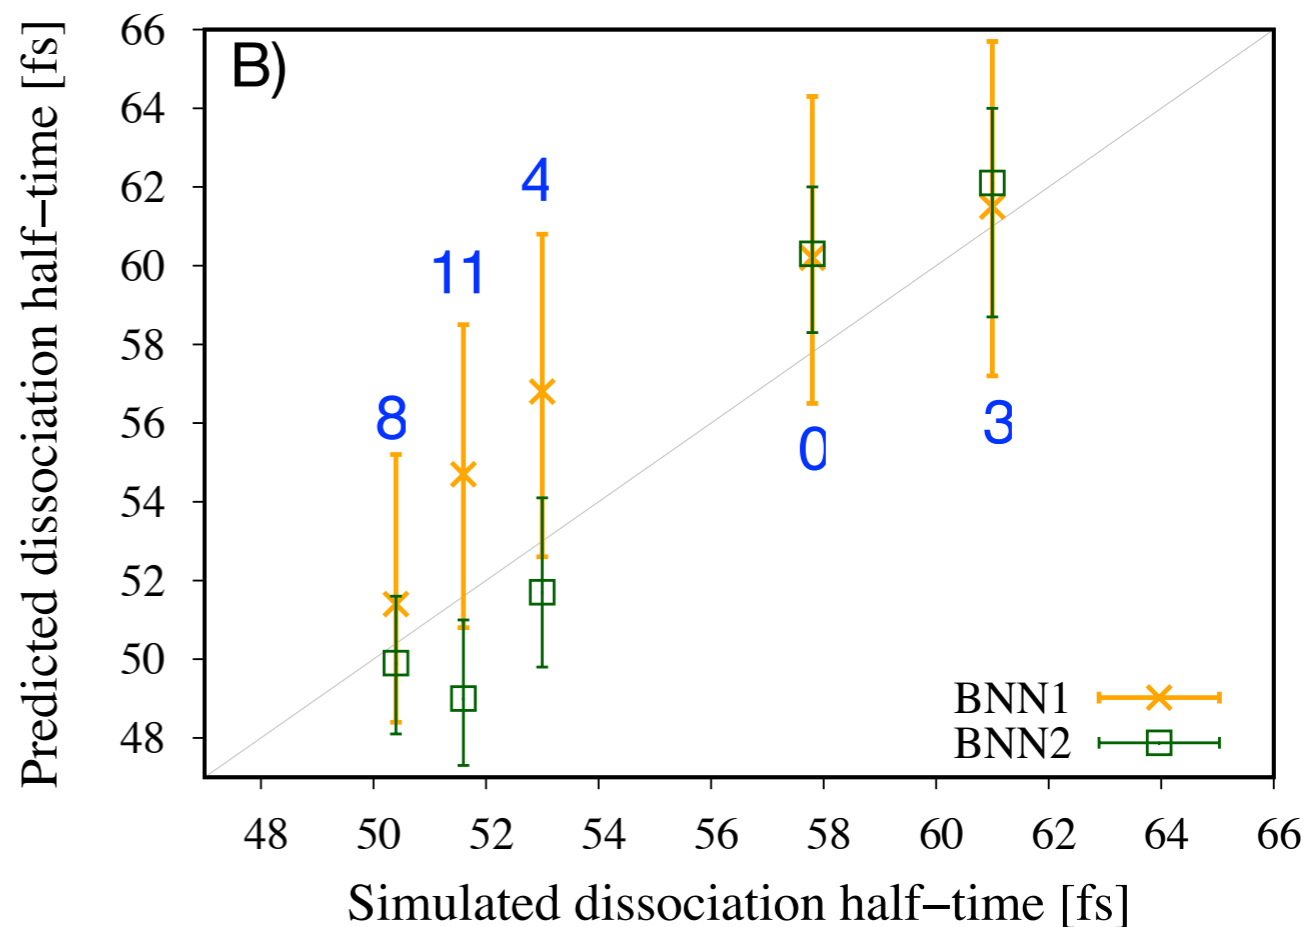 B)
Predicted dissociation half−time [fs]
66
64
62
60
58
56
54
52
50
48
4
11
8
0
3
BNN1
BNN2
48 50 52 54 56 58 60 62 64 66
Simulated dissociation half−time [fs]